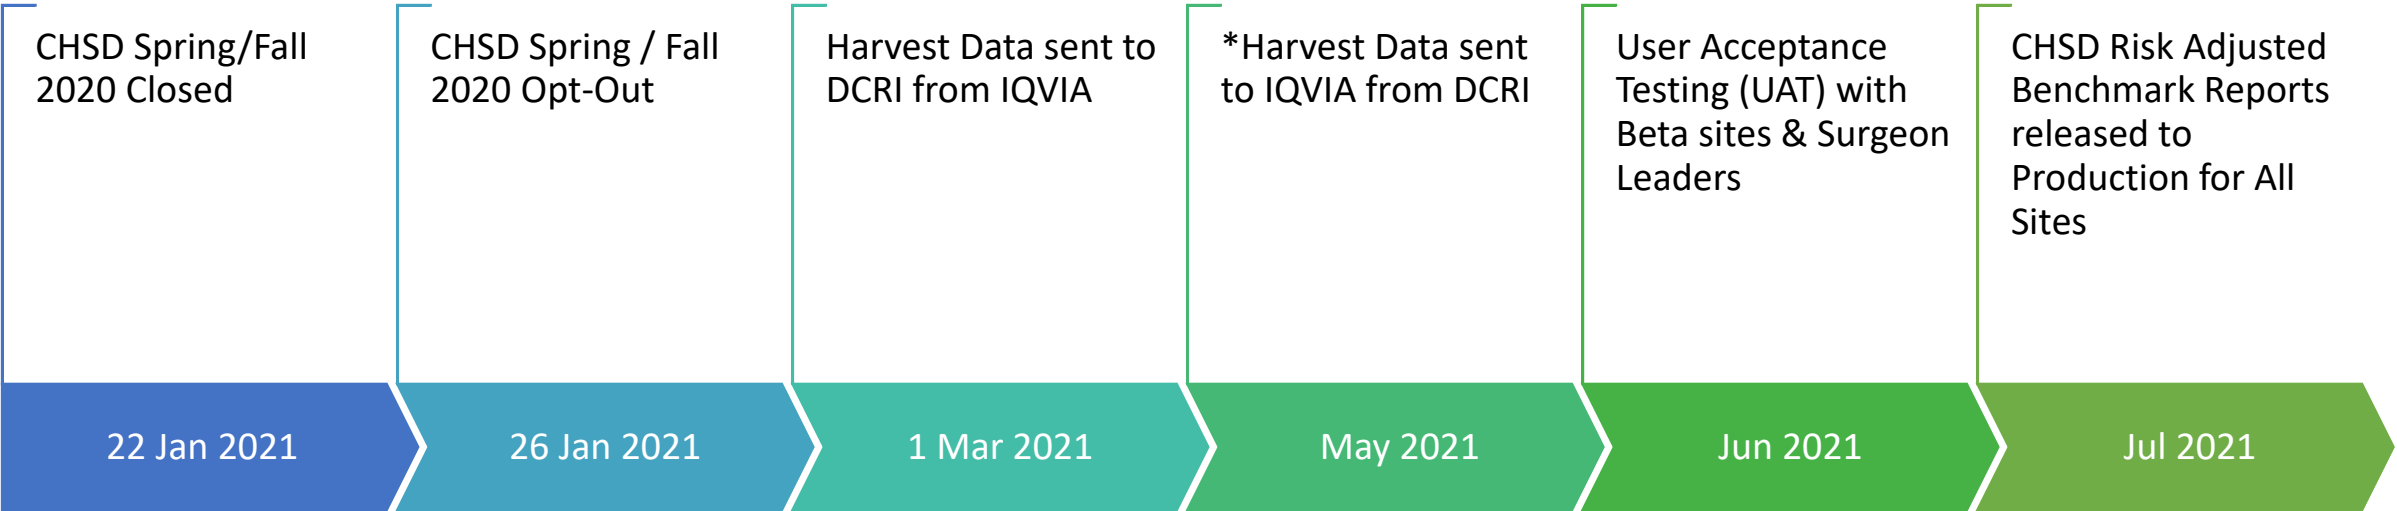 CHSD Spring/Fall
2020 Closed
CHSD Spring / Fall
2020 Opt-Out
Harvest Data sent to
DCRI from IQVIA
*Harvest Data sent
to IQVIA from DCRI
User Acceptance
Testing (UAT) with
Beta sites & Surgeon
Leaders
CHSD Risk Adjusted
Benchmark Reports
released to
Production for All
Sites
22 Jan 2021
26 Jan 2021
1 Mar 2021
May 2021
Jun 2021
Jul 2021